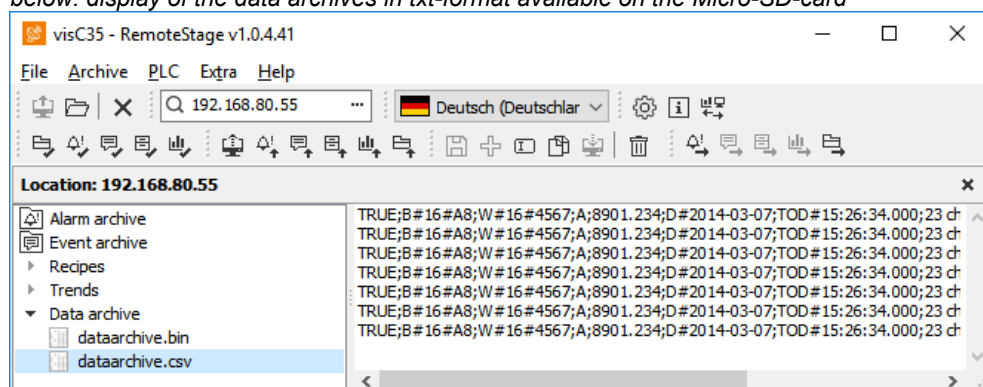 below: display of the data archives in txt-format available on the Micro-SD-card
visC35 - RemoteStage v1.0.4.41
File Archive PLC Extra Help
192.168.80.55 ... Deutsch (Deutschlar
Location: 192.168.80.55
Alarm archive
Event archive
Recipes
Trends
Data archive
dataarchive.bin
dataarchive.csv
TRUE;B#16#A8;W#16#4567;A;8901.234;D#2014-03-07;TOD#15:26:34.000;23 ch
TRUE;B#16#A8;W#16#4567;A;8901.234;D#2014-03-07;TOD#15:26:34.000;23 ch
TRUE;B#16#A8;W#16#4567;A;8901.234;D#2014-03-07;TOD#15:26:34.000;23 ch
TRUE;B#16#A8;W#16#4567;A;8901.234;D#2014-03-07;TOD#15:26:34.000;23 ch
TRUE;B#16#A8;W#16#4567;A;8901.234;D#2014-03-07;TOD#15:26:34.000;23 ch
TRUE;B#16#A8;W#16#4567;A;8901.234;D#2014-03-07;TOD#15:26:34.000;23 ch
TRUE;B#16#A8;W#16#4567;A;8901.234;D#2014-03-07;TOD#15:26:34.000;23 ch